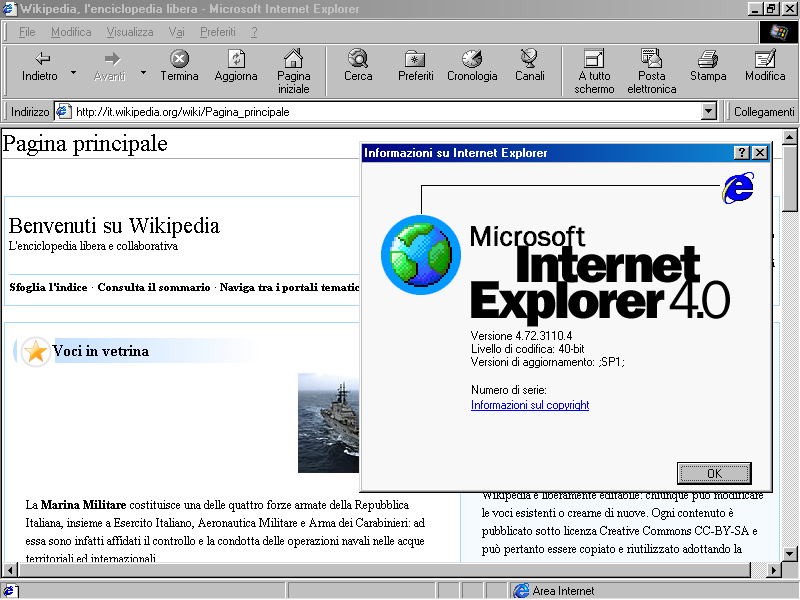 Wikipedia, l'enciclopedia libera - Microsoft Internet Explorer
File Modifica Visualizza Vai Preferiti ?
Indietro Avanti Termina Aggiorna Pagina iniziale Cerca Preferiti Cronologia Canali A tutto schermo Posta elettronica Stampa Modifica
Indirizzo http://it.wikipedia.org/wiki/Pagina_principale Collegamenti
Pagina principale
Benvenuti su Wikipedia
L'enciclopedia libera e collaborativa
Sfoglia l'indice · Consulta il sommario · Naviga tra i portali tematic
Voci in vetrina
La Marina Militare costituisce una delle quattro forze armate della Repubblica
Italiana, insieme a Esercito Italiano, Aeronautica Militare e Arma dei Carabinieri: ad
essa sono infatti affidati il controllo e la condotta delle operazioni navali nelle acque
territoriali ed internazionali.
Informazioni su Internet Explorer
Microsoft
Internet
Explorer 4.0
Versione 4.72.3110.4
Livello di codifica: 40-bit
Versioni di aggiornamento: ;SP1;
Numero di serie:
Informazioni sul copyright
OK
Wikipedia è liberamente editabile: chiunque può modificare
le voci esistenti o crearne di nuove. Ogni contenuto è
pubblicato sotto licenza Creative Commons CC-BY-SA e
può pertanto essere copiato e riutilizzato adottando la
Area Internet